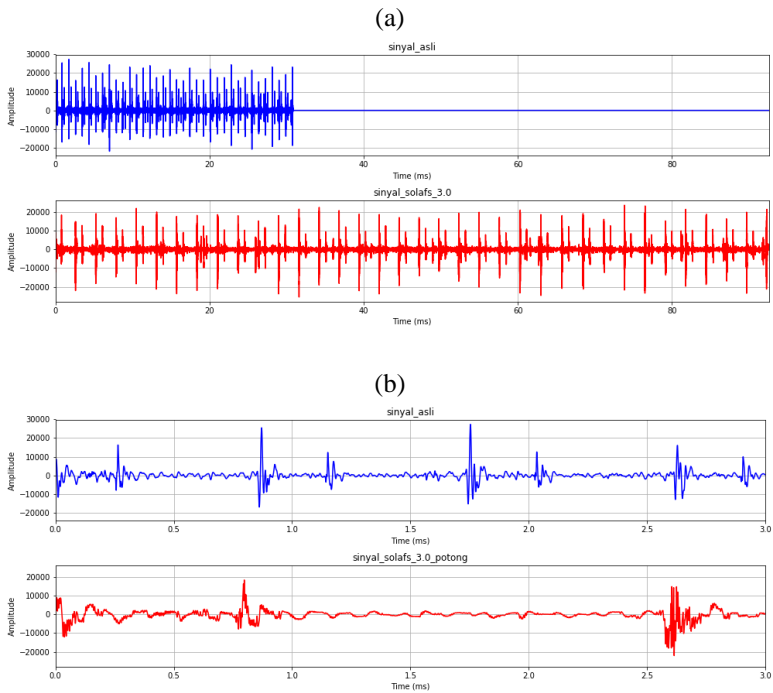 (a)
sinyal_asli
30000
20000
10000
0
−10000
−20000
Amplitude
0 20 40 60 80
Time (ms)
sinyal_solafs_3.0
20000
10000
0
−10000
−20000
Amplitude
0 20 40 60 80
Time (ms)
(b)
sinyal_asli
30000
20000
10000
0
−10000
−20000
Amplitude
0.0 0.5 1.0 1.5 2.0 2.5 3.0
Time (ms)
sinyal_solafs_3.0_potong
20000
10000
0
−10000
−20000
Amplitude
0.0 0.5 1.0 1.5 2.0 2.5 3.0
Time (ms)